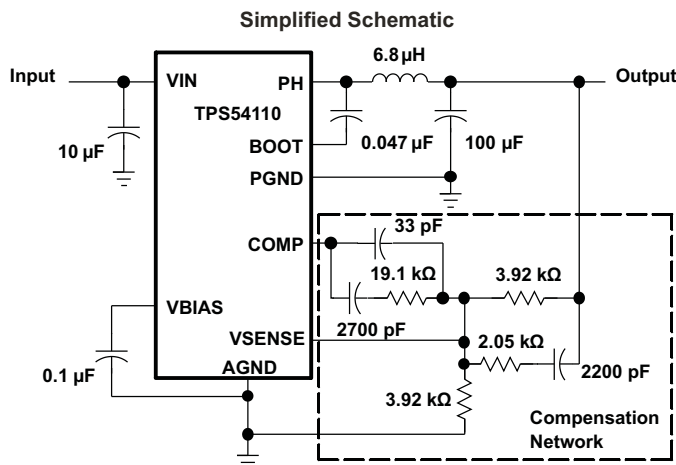 Simplified Schematic
Input
VIN
PH
6.8 µH
Output
TPS54110
10 µF
BOOT
0.047 µF
100 µF
PGND
COMP
33 pF
19.1 kΩ
3.92 kΩ
VBIAS
2700 pF
VSENSE
2.05 kΩ
0.1 µF
AGND
2200 pF
3.92 kΩ
Compensation
Network